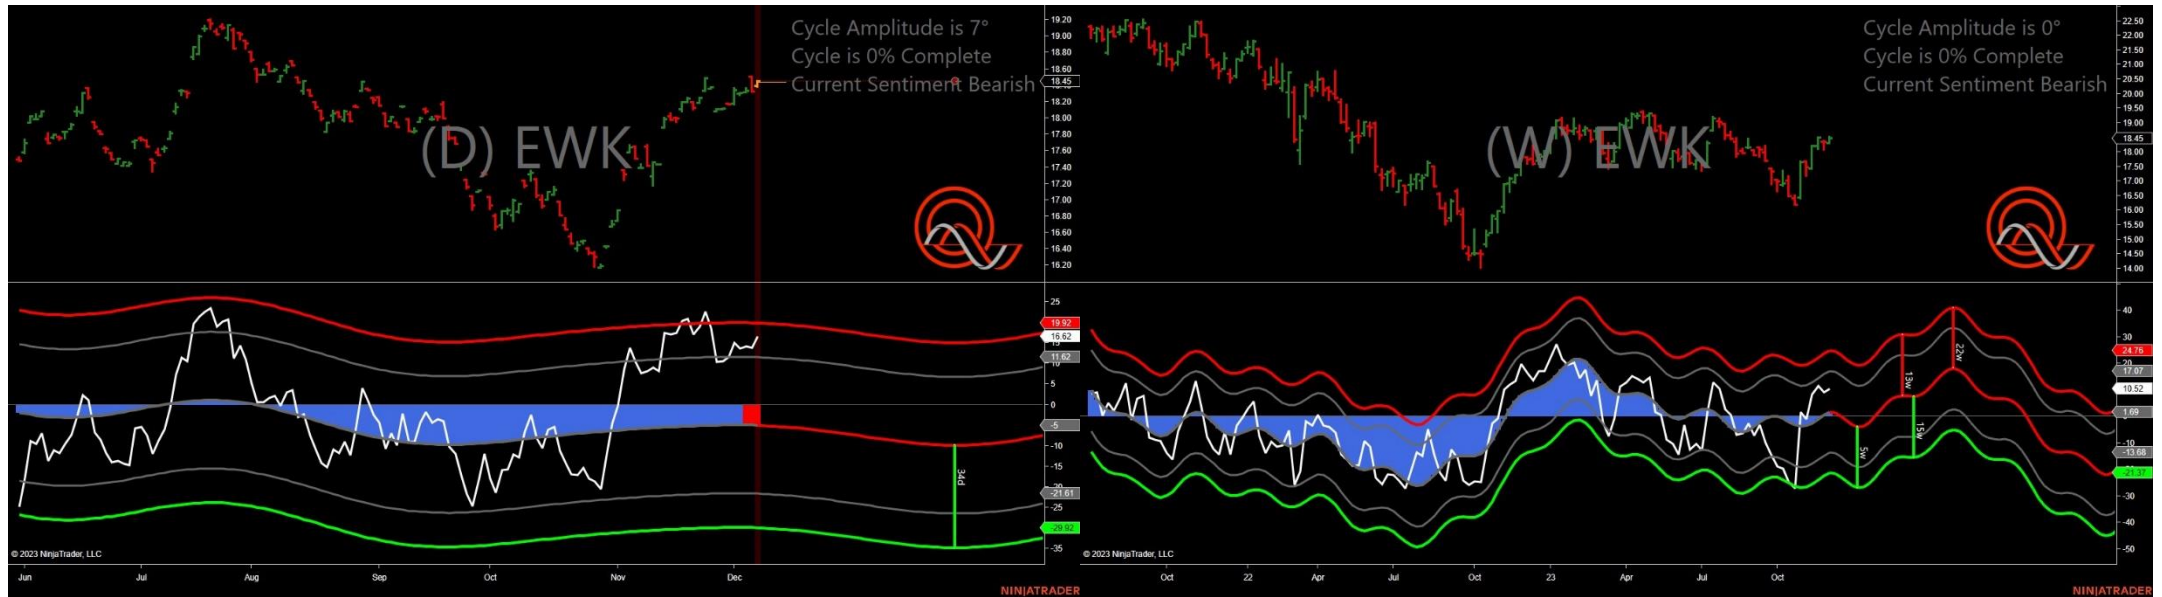 Cycle Amplitude is 7°
Cycle is 0% Complete
Current Sentiment Bearish
(D) EWK
19.20
19.00
18.80
18.60
18.45
18.20
18.00
17.80
17.60
17.40
17.20
17.00
16.80
16.60
16.40
16.20
25
19.92
16.62
15
11.62
5
0
-5
-10
-15
-21.61
-25
-29.92
-35
34d
© 2023 NinjaTrader, LLC
Jun
Jul
Aug
Sep
Oct
Nov
Dec
NINJATRADER
Cycle Amplitude is 0°
Cycle is 0% Complete
Current Sentiment Bearish
(W) EWK
22.50
22.00
21.50
21.00
20.50
20.00
19.50
19.00
18.45
18.00
17.50
17.00
16.50
16.00
15.50
15.00
14.50
14.00
40
30
24.76
20
17.07
10.52
1.69
-10
-13.68
-21.37
-30
-40
-50
5w
13w
15w
22w
© 2023 NinjaTrader, LLC
Oct
22
Apr
Jul
Oct
23
Apr
Jul
Oct
NINJATRADER